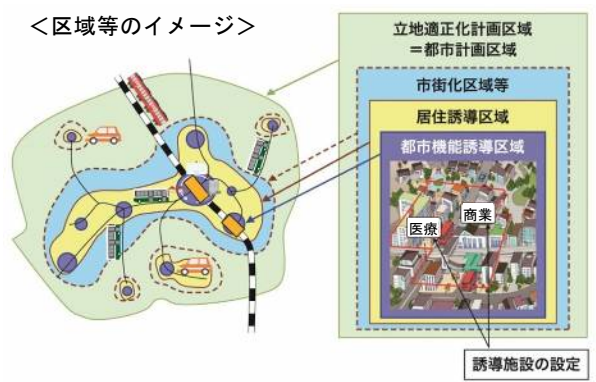 ＜区域等のイメージ＞
立地適正化計画区域
＝都市計画区域
市街化区域等
居住誘導区域
都市機能誘導区域
商業
医療
誘導施設の設定